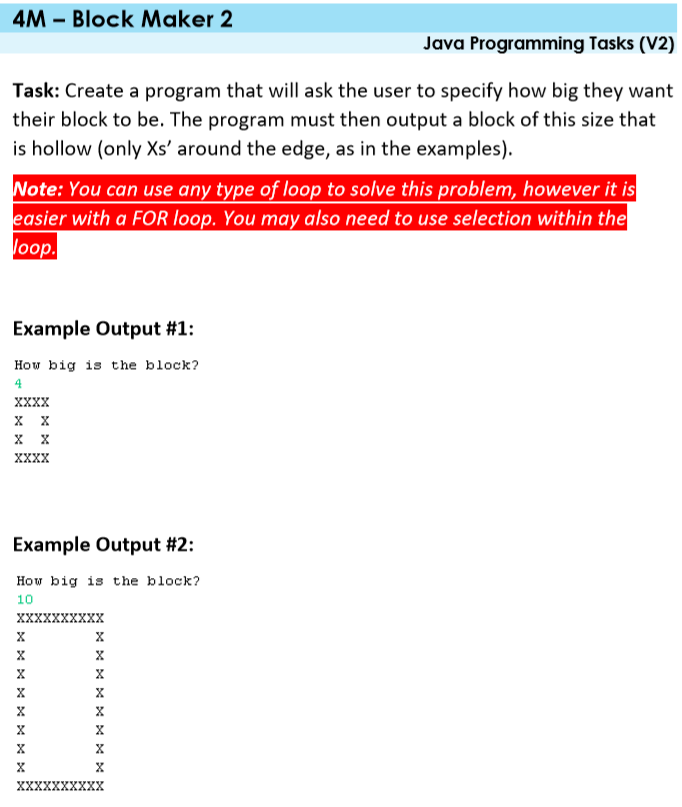 4M – Block Maker 2
Java Programming Tasks (V2)
Task: Create a program that will ask the user to specify how big they want
their block to be. The program must then output a block of this size that
is hollow (only Xs’ around the edge, as in the examples).
Note: You can use any type of loop to solve this problem, however it is
easier with a FOR loop. You may also need to use selection within the
loop.
Example Output #1:
How big is the block?
4
XXXX
X  X
X  X
XXXX
Example Output #2:
How big is the block?
10
XXXXXXXXXX
X        X
X        X
X        X
X        X
X        X
X        X
X        X
X        X
XXXXXXXXXX